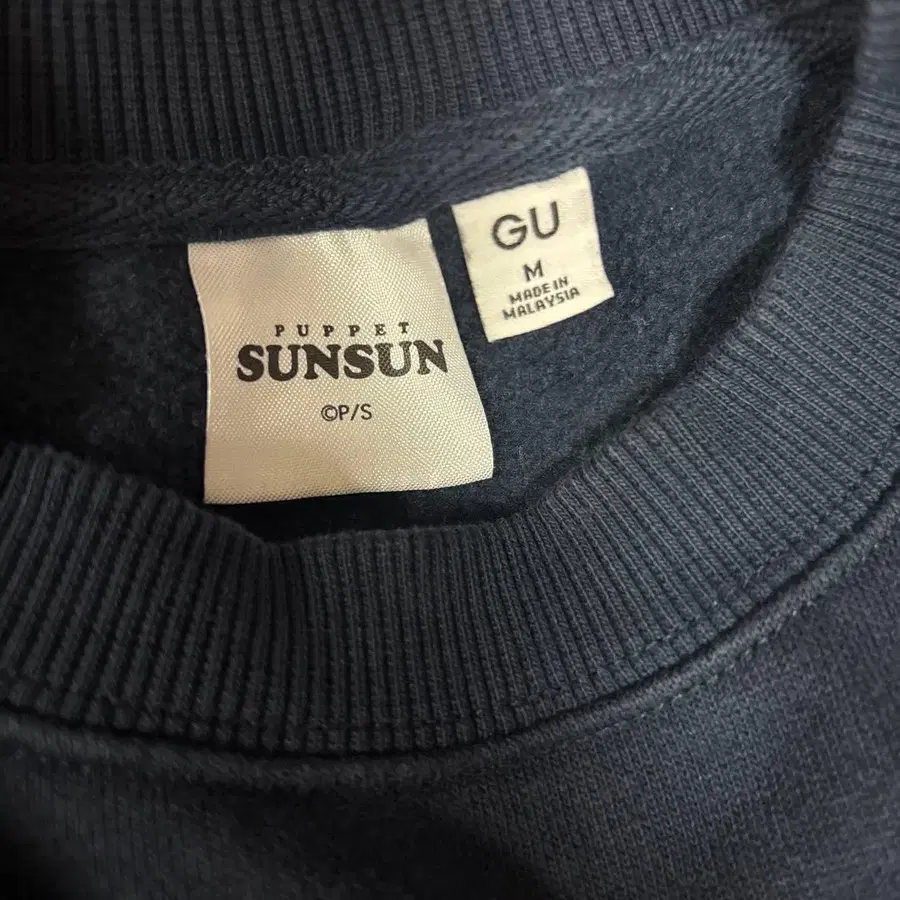 PUPPET
SUNSUN
©P/S
GU
M
MADE IN
MALAYSIA